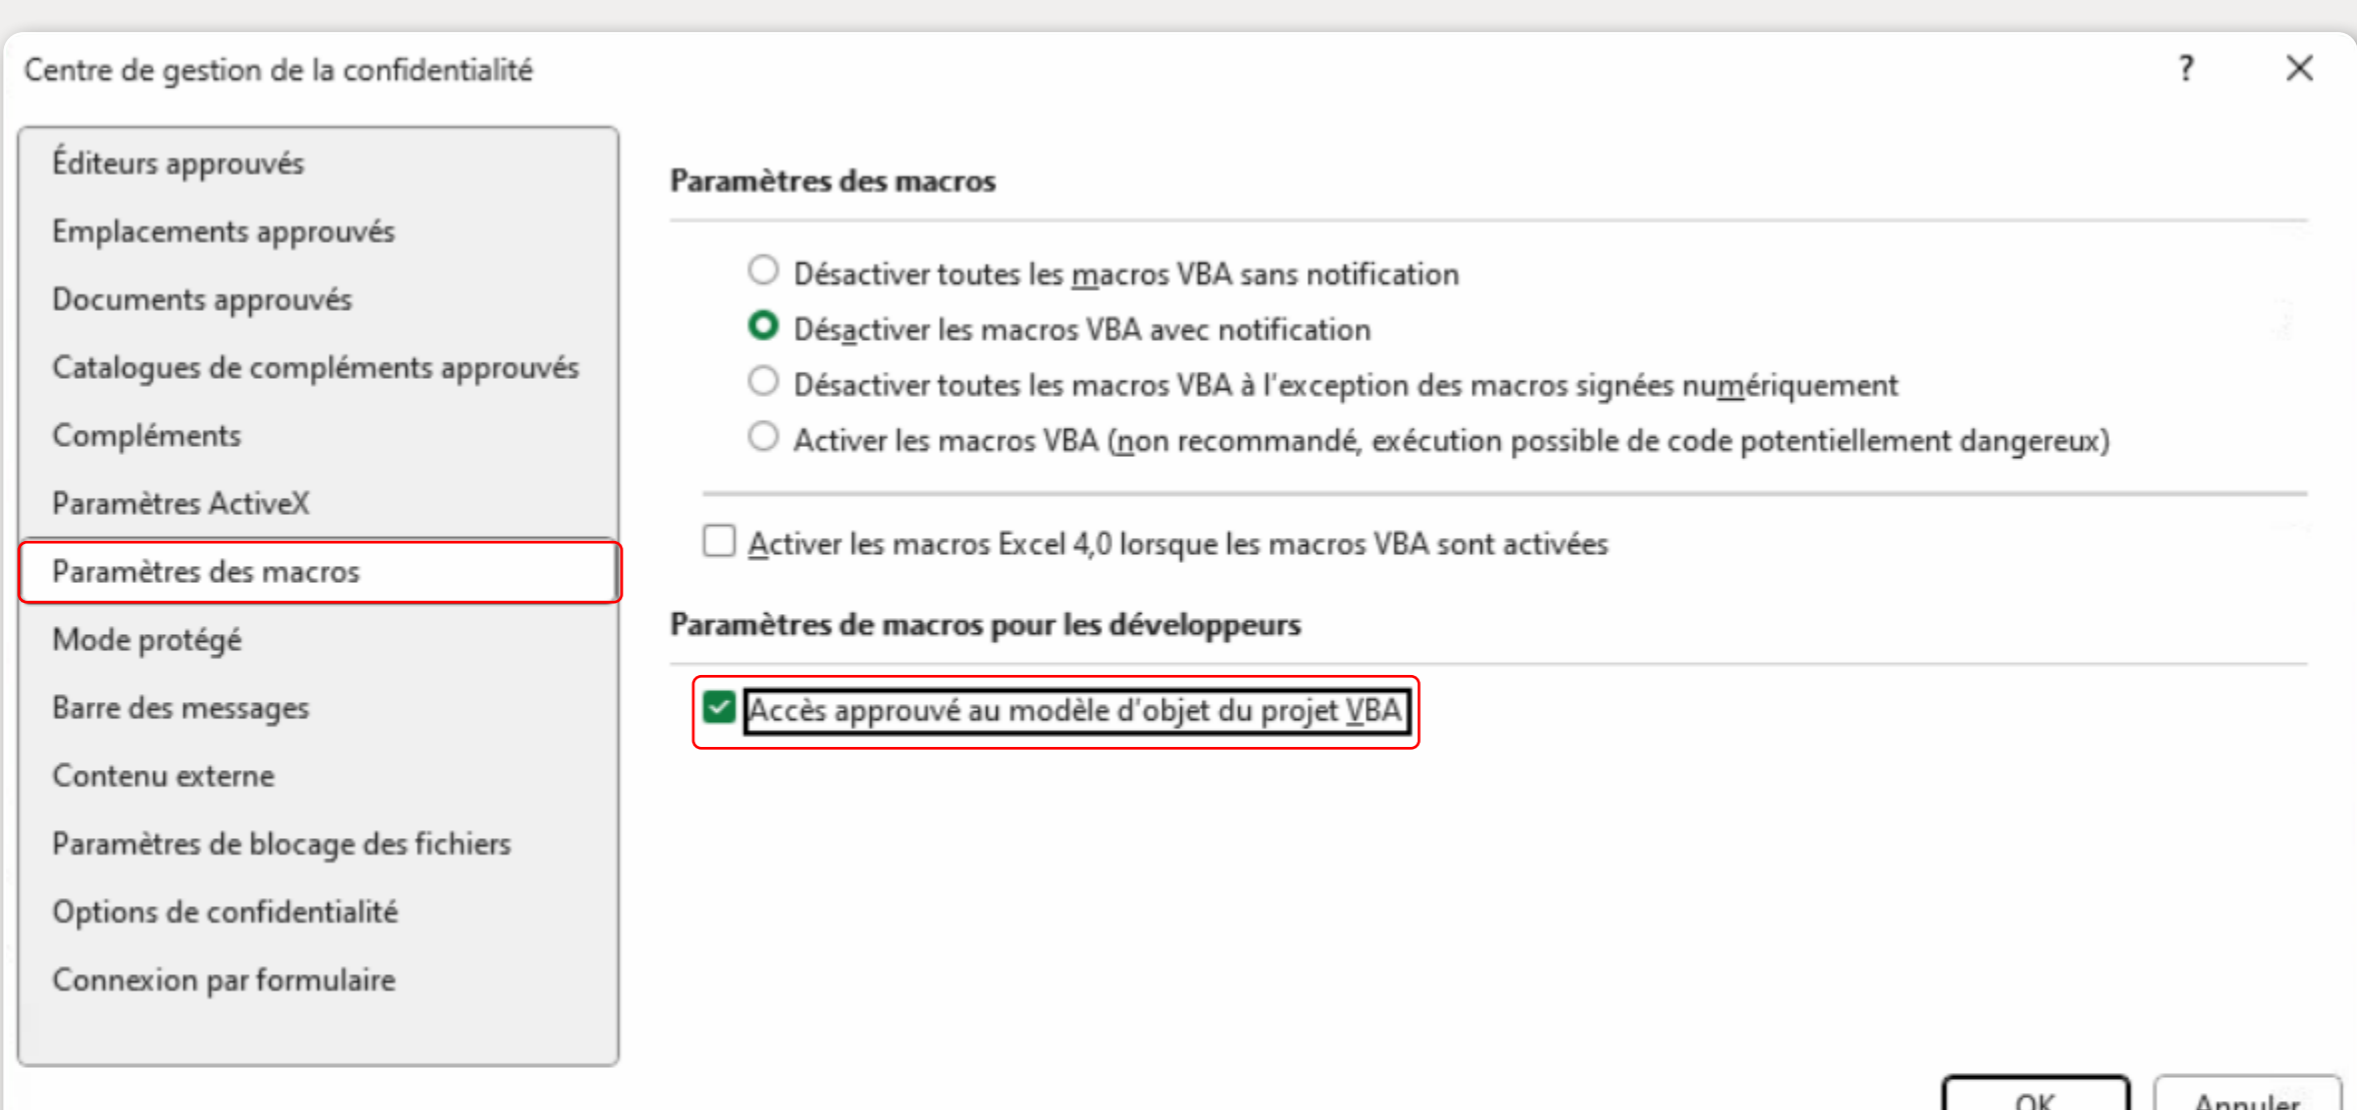 Centre de gestion de la confidentialité
?
Éditeurs approuvés
Emplacements approuvés
Documents approuvés
Catalogues de compléments approuvés
Compléments
Paramètres ActiveX
Paramètres des macros
Mode protégé
Barre des messages
Contenu externe
Paramètres de blocage des fichiers
Options de confidentialité
Connexion par formulaire
Paramètres des macros
Désactiver toutes les macros VBA sans notification
Désactiver les macros VBA avec notification
Désactiver toutes les macros VBA à l'exception des macros signées numériquement
Activer les macros VBA (non recommandé, exécution possible de code potentiellement dangereux)
Activer les macros Excel 4,0 lorsque les macros VBA sont activées
Paramètres de macros pour les développeurs
Accès approuvé au modèle d'objet du projet VBA
OK
Annuler